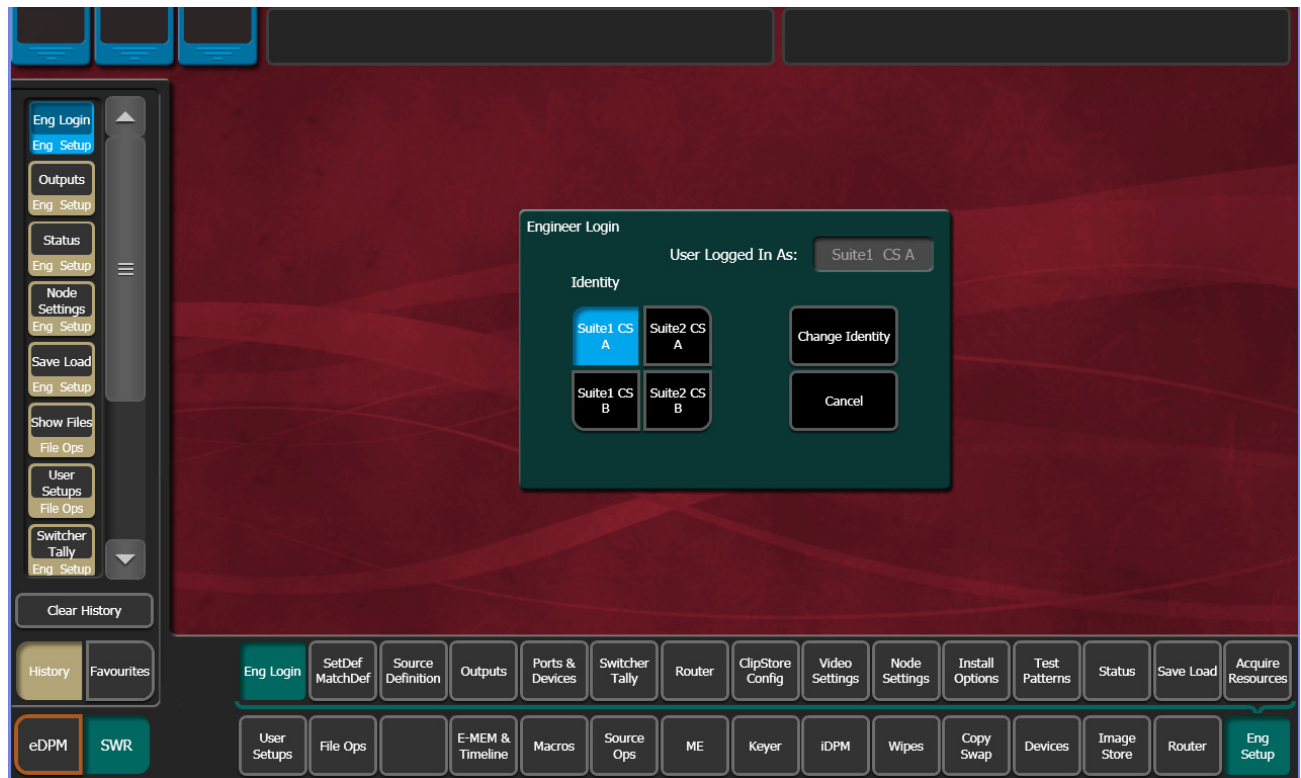 Eng Login
Eng Setup
Outputs
Eng Setup
Status
Eng Setup
Node
Settings
Eng Setup
Save Load
Eng Setup
Show Files
File Ops
User
Setups
File Ops
Switcher
Tally
Eng Setup
Clear History
History
Favourites
eDPM
SWR
Engineer Login
User Logged In As:
Suite1 CS A
Identity
Suite1 CS
A
Suite2 CS
A
Suite1 CS
B
Suite2 CS
B
Change Identity
Cancel
Eng Login
SetDef
MatchDef
Source
Definition
Outputs
Ports &
Devices
Switcher
Tally
Router
ClipStore
Config
Video
Settings
Node
Settings
Install
Options
Test
Patterns
Status
Save Load
Acquire
Resources
User
Setups
File Ops
E-MEM &
Timeline
Macros
Source
Ops
ME
Keyer
iDPM
Wipes
Copy
Swap
Devices
Image
Store
Router
Eng
Setup